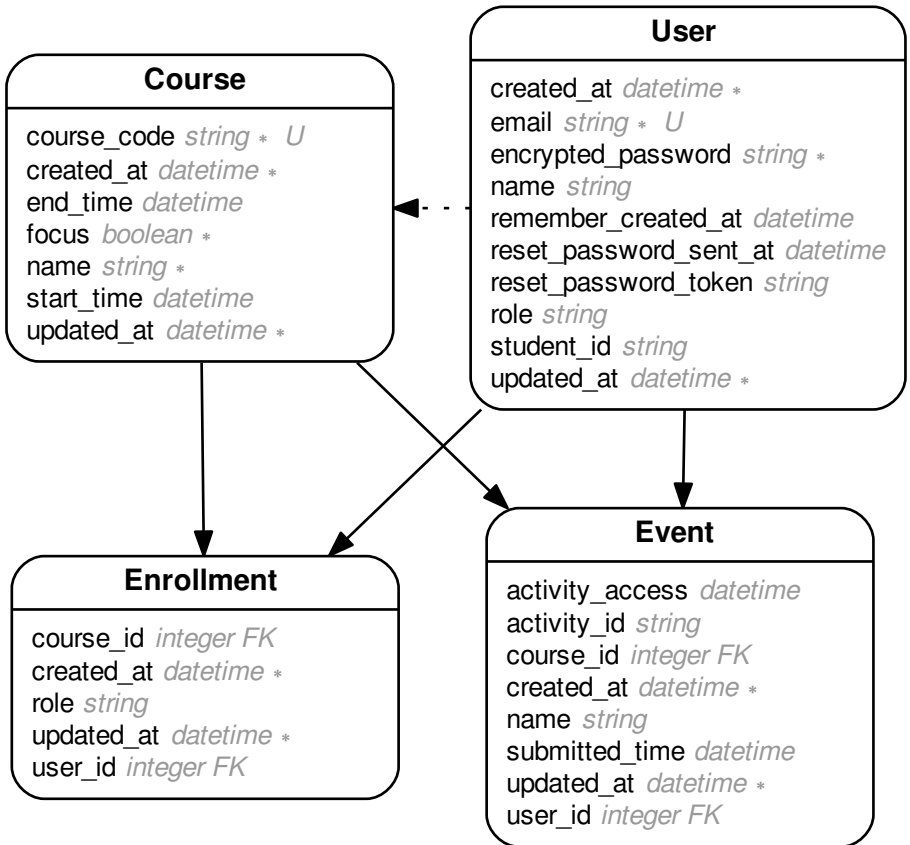 Course
course_code string * U
created_at datetime *
end_time datetime
focus boolean *
name string *
start_time datetime
updated_at datetime *
User
created_at datetime *
email string * U
encrypted_password string *
name string
remember_created_at datetime
reset_password_sent_at datetime
reset_password_token string
role string
student_id string
updated_at datetime *
Enrollment
course_id integer FK
created_at datetime *
role string
updated_at datetime *
user_id integer FK
Event
activity_access datetime
activity_id string
course_id integer FK
created_at datetime *
name string
submitted_time datetime
updated_at datetime *
user_id integer FK